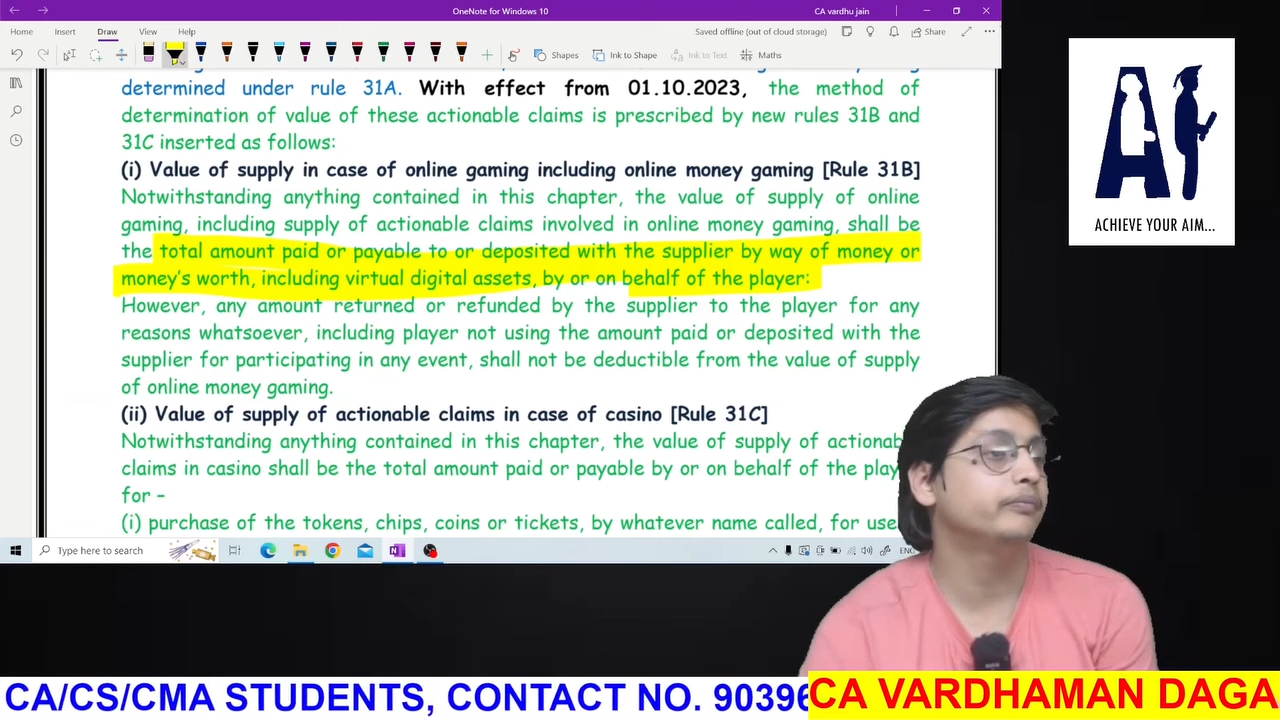 OneNote for Windows 10
CA vardhu jain
Home Insert Draw View Help
Saved offline (out of cloud storage)
Share
Shapes
Ink to Shape
Ink to Text
Maths
determined under rule 31A. With effect from 01.10.2023, the method of
determination of value of these actionable claims is prescribed by new rules 31B and
31C inserted as follows:
(i) Value of supply in case of online gaming including online money gaming [Rule 31B]
Notwithstanding anything contained in this chapter, the value of supply of online
gaming, including supply of actionable claims involved in online money gaming, shall be
the total amount paid or payable to or deposited with the supplier by way of money or
money's worth, including virtual digital assets, by or on behalf of the player:
However, any amount returned or refunded by the supplier to the player for any
reasons whatsoever, including player not using the amount paid or deposited with the
supplier for participating in any event, shall not be deductible from the value of supply
of online money gaming.
(ii) Value of supply of actionable claims in case of casino [Rule 31C]
Notwithstanding anything contained in this chapter, the value of supply of actionab
claims in casino shall be the total amount paid or payable by or on behalf of the play
for –
(i) purchase of the tokens, chips, coins or tickets, by whatever name called, for use
Type here to search
ENG
A
ACHIEVE YOUR AIM...
CA/CS/CMA STUDENTS, CONTACT NO. 9039
CA VARDHAMAN DAGA